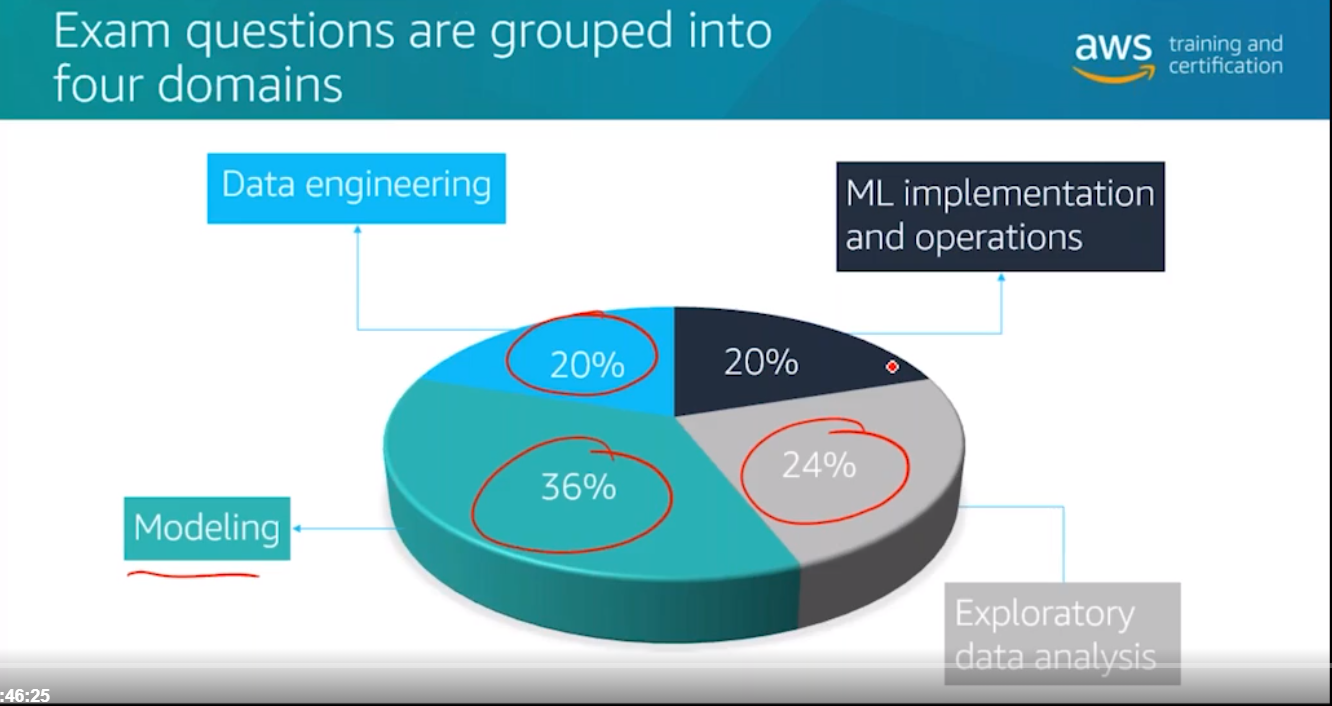 Exam questions are grouped into
four domains
aws
training and
certification
Data engineering
ML implementation
and operations
20%
20%
36%
24%
Modeling
Exploratory
data analysis
:46:25